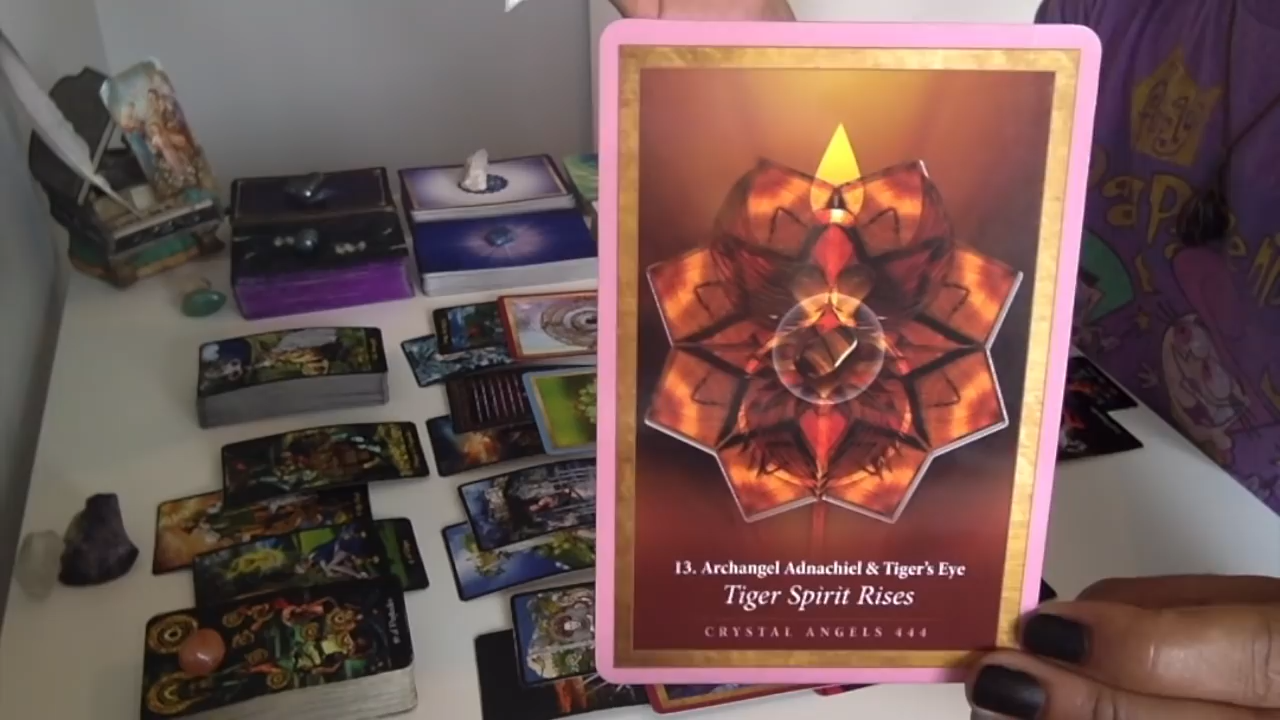 13. Archangel Adnachiel & Tiger's Eye
Tiger Spirit Rises
CRYSTAL ANGELS 444